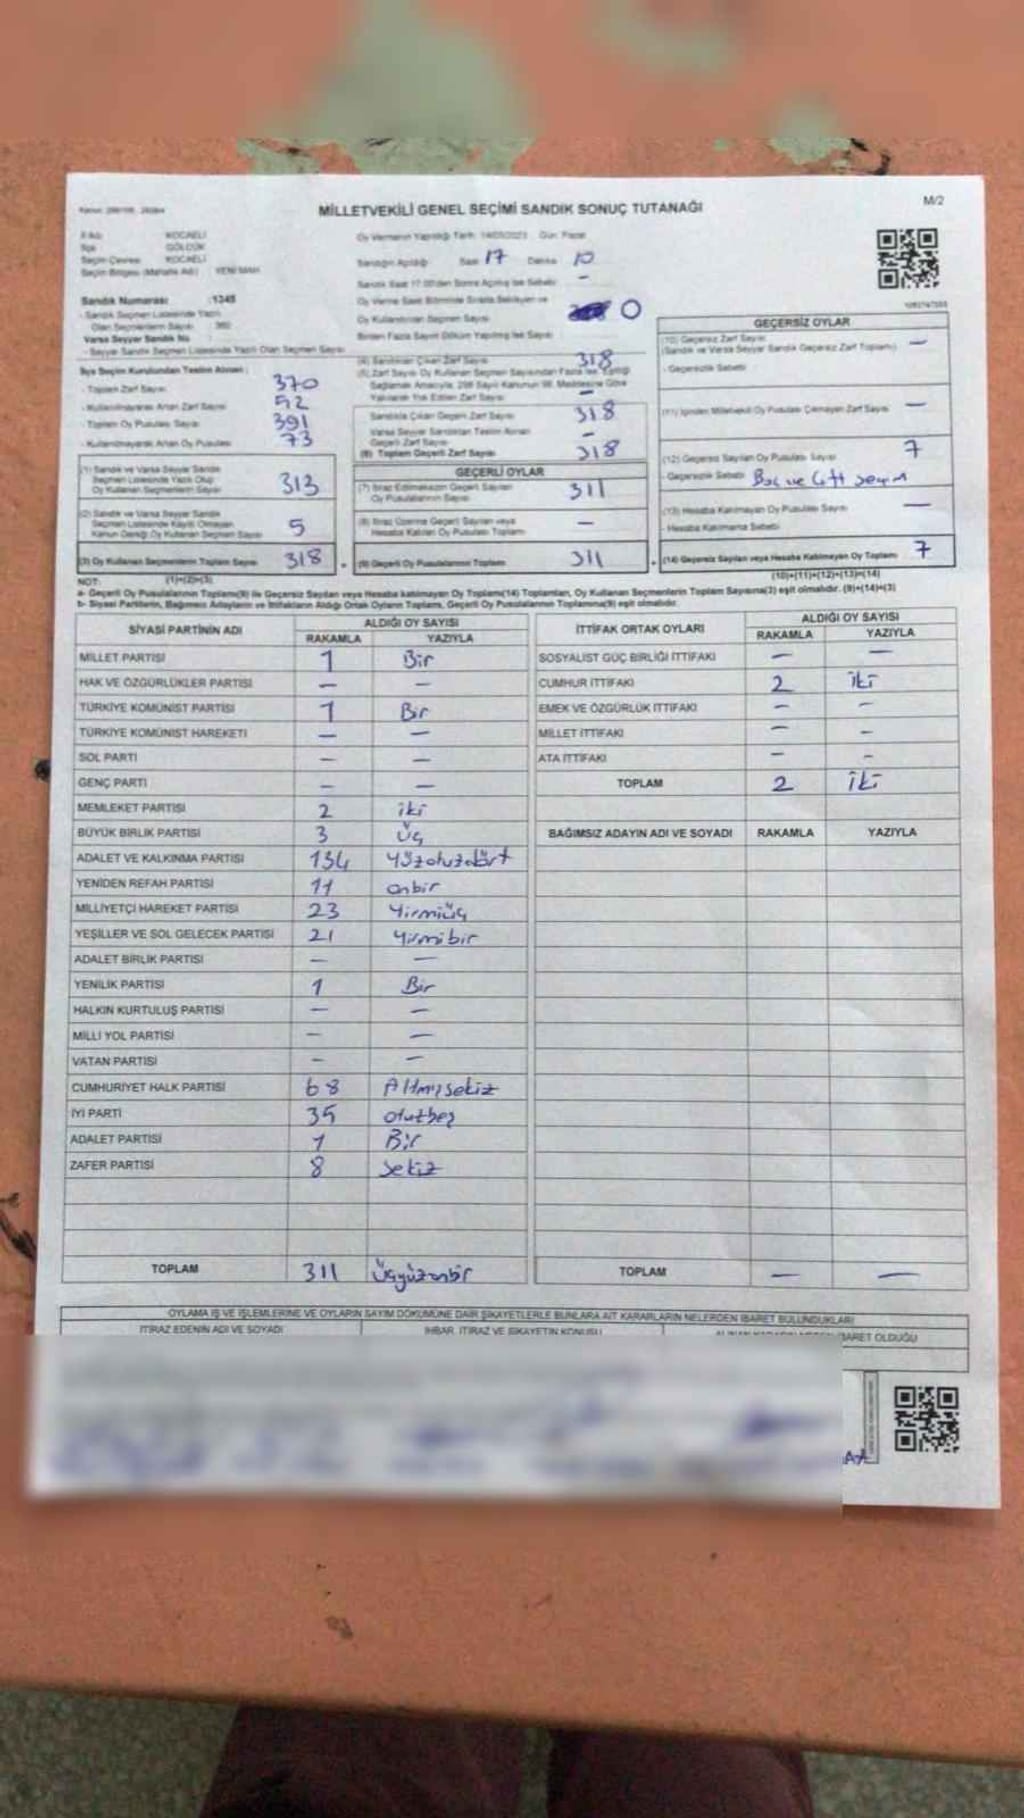 MİLLETVEKİLİ GENEL SEÇİMİ SANDIK SONUÇ TUTANAĞI
M/2
İl Adı KOCAELİ
İlçe GÖLCÜK
Seçim Çevresi KOCAELİ
Seçim Bölgesi (Mahalle Adı) YENİ MAH.
Oy Vermenin Yapıldığı Tarih: 14/05/2023 Gün: Pazar
Sandığın Açıldığı Saat 17 Dakika 10
Sandık Saat 17.00'den Sonra Açılmış İse Sebebi -
Sandık Numarası :1345
- Sandık Seçmen Listesinde Yazılı
Olan Seçmenlerin Sayısı 360
Varsa Seyyar Sandık No :
- Seyyar Sandık Seçmen Listesinde Yazılı Olan Seçmen Sayısı
Oy Kullandırılan Seçmen Sayısı 0
İlçe Seçim Kurulundan Teslim Alınan:
- Toplam Zarf Sayısı 370
- Kullanılmayarak Artan Zarf Sayısı 52
- Toplam Oy Pusulası 391
- Kullanılmayarak Artan Oy Pusulası 73
(1) Sandık ve Varsa Seyyar Sandık
Seçmen Listesinde Yazılı Olup
Oy Kullanan Seçmenlerin Sayısı 313
(2) Sandık ve Varsa Seyyar Sandık
Seçmen Listesinde Kayıtlı Olmayan
Kanun Gereği Oy Kullanan Seçmen Sayısı 5
(3) Oy Kullanan Seçmenlerin Toplam Sayısı 318
(4) Sandıktan Çıkan Zarf Sayısı 318
(5) Zarf Sayısı Oy Kullanan Seçmen Sayısından Fazla İse Eşitliği
Sağlamak Amacıyla, 298 Sayılı Kanunun 98. Maddesine Göre
Yakılarak Yok Edilen Zarf Sayısı -
Sandıkta Çıkan Geçerli Zarf Sayısı 318
Varsa Seyyar Sandıktan Teslim Alınan
Geçerli Zarf Sayısı -
(6) Toplam Geçerli Zarf Sayısı 318
GEÇERLİ OYLAR
(7) İtiraz Edilmeksizin Geçerli Sayılan
Oy Pusulalarının Sayısı 311
(8) İtiraz Üzerine Geçerli Sayılan veya
Hesaba Katılan Oy Pusulası Toplamı -
(9) Geçerli Oy Pusulalarının Toplamı 311
GEÇERSİZ OYLAR
(10) Geçersiz Zarf Sayısı
(Sandık ve Varsa Seyyar Sandık Geçersiz Zarf Toplamı) -
- Geçersizlik Sebebi
(11) İçinden Milletvekili Oy Pusulası Çıkmayan Zarf Sayısı -
(12) Geçersiz Sayılan Oy Pusulası Sayısı 7
- Geçersizlik Sebebi Boş ve Çift seçim
(13) Hesaba Katılmayan Oy Pusulası Sayısı -
- Hesaba Katılmama Sebebi
(14) Geçersiz Sayılan veya Hesaba Katılmayan Oy Toplamı 7
NOT: (1)+(2)=(3)
(10)+(11)+(12)+(13)=(14)
a- Geçerli Oy Pusulalarının Toplamı(9) ile Geçersiz Sayılan veya Hesaba katılmayan Oy Toplamı(14) Toplamları, Oy Kullanan Seçmenlerin Toplam Sayısına(3) eşit olmalıdır. (9)+(14)=(3)
b- Siyasi Partilerin, Bağımsız Adayların ve İttifakların Aldığı Ortak Oyların Toplamı, Geçerli Oy Pusulalarının Toplamına(9) eşit olmalıdır.
SİYASİ PARTİNİN ADI ALDIĞI OY SAYISI
RAKAMLA YAZIYLA
MİLLET PARTİSİ 1 Bir
HAK VE ÖZGÜRLÜKLER PARTİSİ - -
TÜRKİYE KOMÜNİST PARTİSİ 1 Bir
TÜRKİYE KOMÜNİST HAREKETİ - -
SOL PARTİ - -
GENÇ PARTİ - -
MEMLEKET PARTİSİ 2 iki
BÜYÜK BİRLİK PARTİSİ 3 üç
ADALET VE KALKINMA PARTİSİ 134 Yüzotuzdört
YENİDEN REFAH PARTİSİ 11 onbir
MİLLİYETÇİ HAREKET PARTİSİ 23 Yirmiüç
YEŞİLLER VE SOL GELECEK PARTİSİ 21 Yirmibir
ADALET BİRLİK PARTİSİ - -
YENİLİK PARTİSİ 1 Bir
HALKIN KURTULUŞ PARTİSİ - -
MİLLİ YOL PARTİSİ - -
VATAN PARTİSİ - -
CUMHURİYET HALK PARTİSİ 68 Altmışsekiz
İYİ PARTİ 35 otuzbeş
ADALET PARTİSİ 1 Bir
ZAFER PARTİSİ 8 sekiz
TOPLAM 311 Üçyüzonbir
İTTİFAK ORTAK OYLARI ALDIĞI OY SAYISI
RAKAMLA YAZIYLA
SOSYALİST GÜÇ BİRLİĞİ İTTİFAKI - -
CUMHUR İTTİFAKI 2 iki
EMEK VE ÖZGÜRLÜK İTTİFAKI - -
MİLLET İTTİFAKI - -
ATA İTTİFAKI - -
TOPLAM 2 iki
BAĞIMSIZ ADAYIN ADI VE SOYADI RAKAMLA YAZIYLA
TOPLAM - -
OYLAMA İŞ VE İŞLEMLERİNE VE OYLARIN SAYIM DÖKÜMÜNE DAİR ŞİKAYETLERLE BUNLARA AİT KARARLARIN NELERDEN İBARET BULUNDUKLARI
İTİRAZ EDENİN ADI VE SOYADI İHBAR, İTİRAZ VE ŞİKAYETİN KONUSU
İBARET OLDUĞU